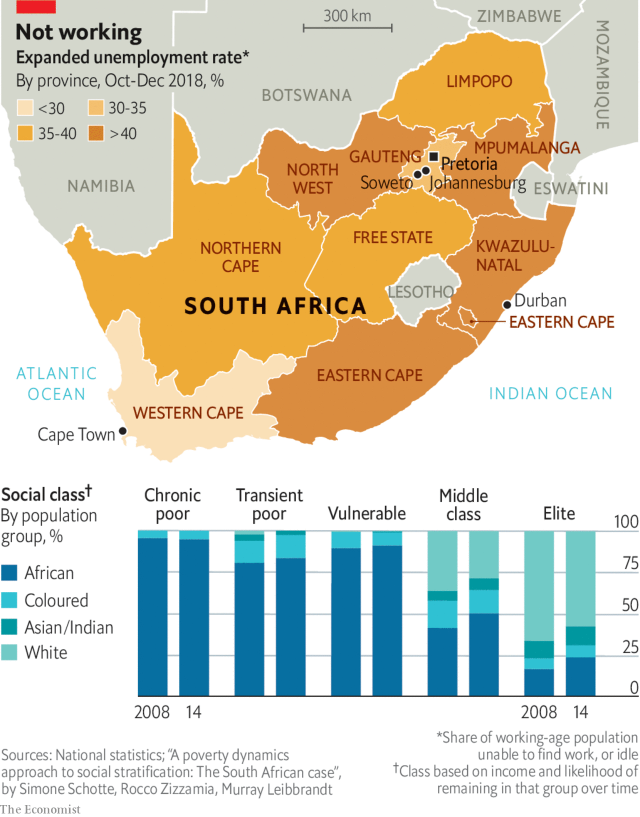 Not working
Expanded unemployment rate*
By province, Oct-Dec 2018, %
<30
30-35
35-40
>40
300 km
ZIMBABWE
MOZAMBIQUE
BOTSWANA
LIMPOPO
NAMIBIA
NORTH
WEST
GAUTENG
MPUMALANGA
Pretoria
Soweto
Johannesburg
ESWATINI
NORTHERN
CAPE
FREE STATE
KWAZULU-
NATAL
SOUTH AFRICA
LESOTHO
Durban
EASTERN CAPE
ATLANTIC
OCEAN
EASTERN CAPE
INDIAN OCEAN
WESTERN CAPE
Cape Town
Social class†
By population
group, %
African
Coloured
Asian/Indian
White
Chronic
poor
Transient
poor
Vulnerable
Middle
class
Elite
100
75
50
25
0
2008
14
2008
14
Sources: National statistics; “A poverty dynamics
approach to social stratification: The South African case”,
by Simone Schotte, Rocco Zizzamia, Murray Leibbrandt
*Share of working-age population
unable to find work, or idle
†Class based on income and likelihood of
remaining in that group over time
The Economist